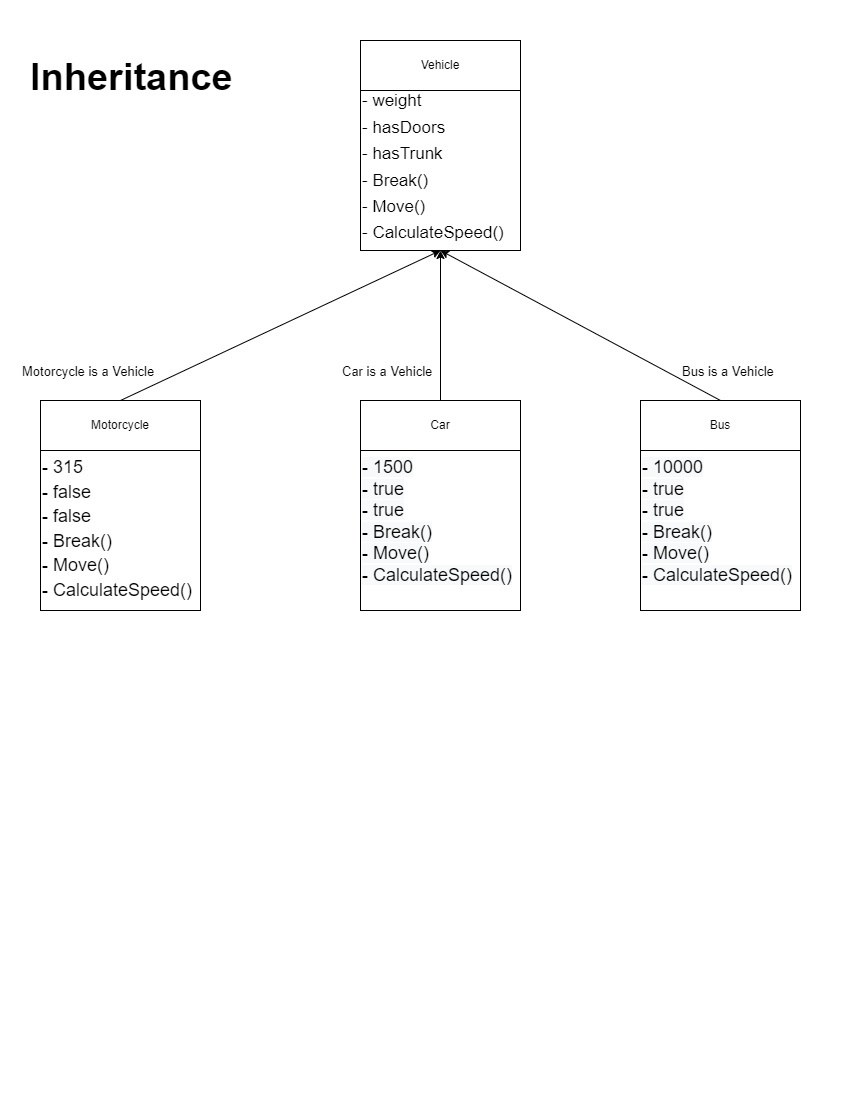 Inheritance
Vehicle
- weight
- hasDoors
- hasTrunk
- Break()
- Move()
- CalculateSpeed()
Motorcycle is a Vehicle
Car is a Vehicle
Bus is a Vehicle
Motorcycle
- 315
- false
- false
- Break()
- Move()
- CalculateSpeed()
Car
- 1500
- true
- true
- Break()
- Move()
- CalculateSpeed()
Bus
- 10000
- true
- true
- Break()
- Move()
- CalculateSpeed()